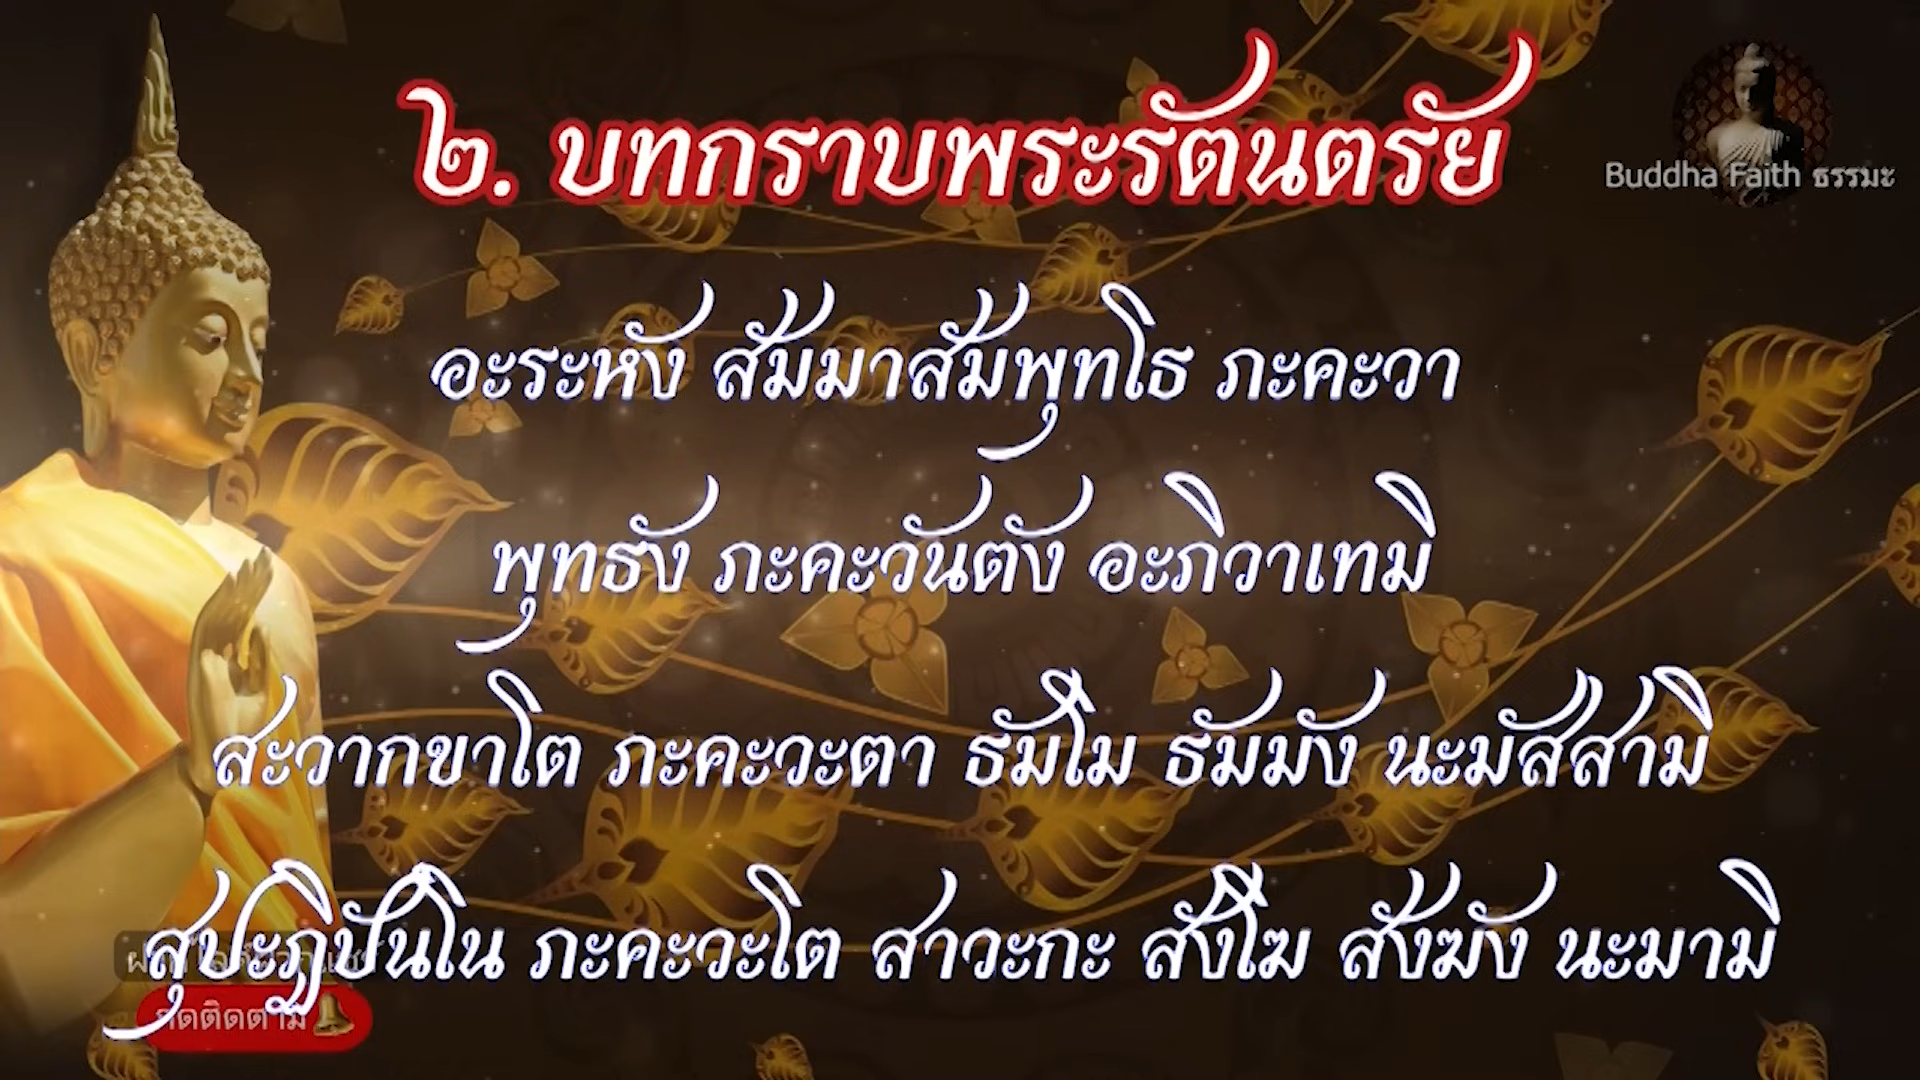 ๒. บทกราบพระรัตนตรัย
Buddha Faith ธรรมะ
อะระหัง สัมมาสัมพุทโธ ภะคะวา
พุทธัง ภะคะวันตัง อะภิวาเทมิ
สะวากขาโต ภะคะวะตา ธัมโม ธัมมัง นะมัสสามิ
สุปะฏิปันโน ภะคะวะโต สาวะกะ สังโฆ สังฆัง นะมามิ
กดติดตาม